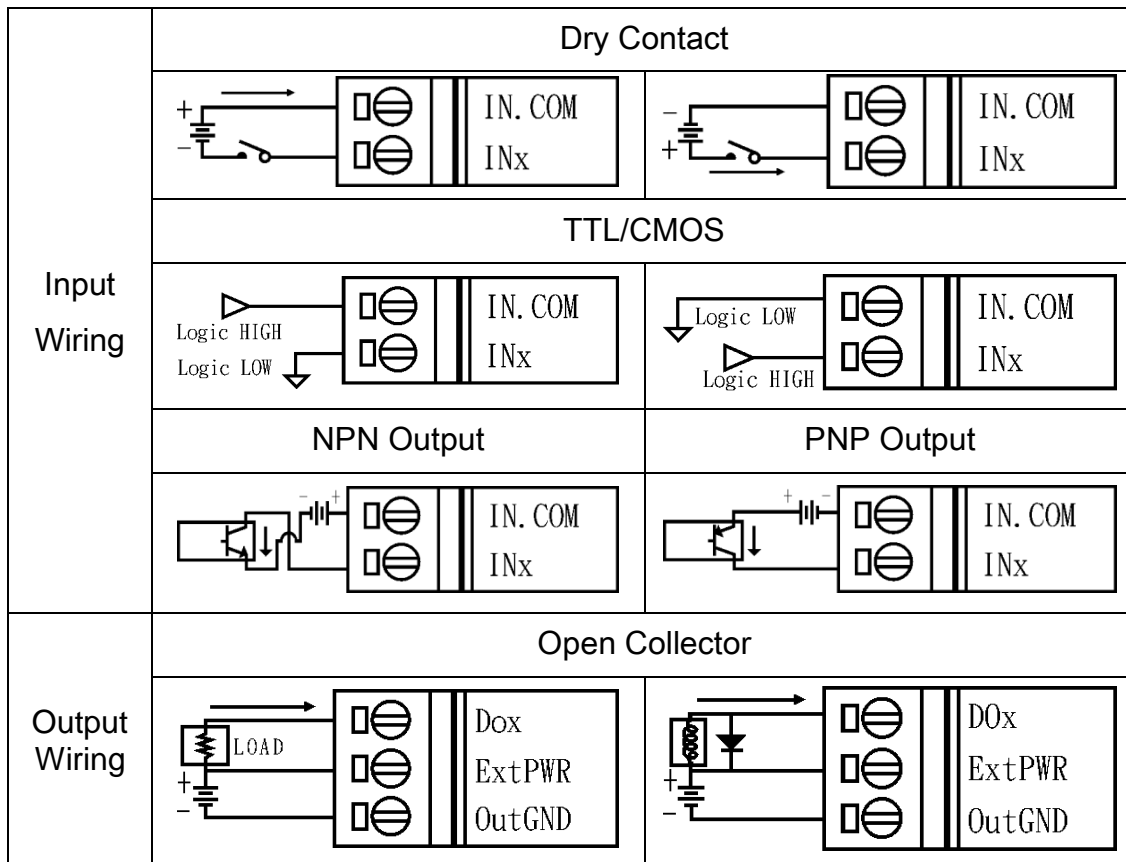 Dry Contact
+
-
IN. COM
INx
-
+
IN. COM
INx
TTL/CMOS
Input
Wiring
Logic HIGH
Logic LOW
IN. COM
INx
Logic LOW
Logic HIGH
IN. COM
INx
NPN Output
PNP Output
- +
IN. COM
INx
+ -
IN. COM
INx
Open Collector
Output
Wiring
LOAD
+
-
Dox
ExtPWR
OutGND
+
-
DOx
ExtPWR
OutGND